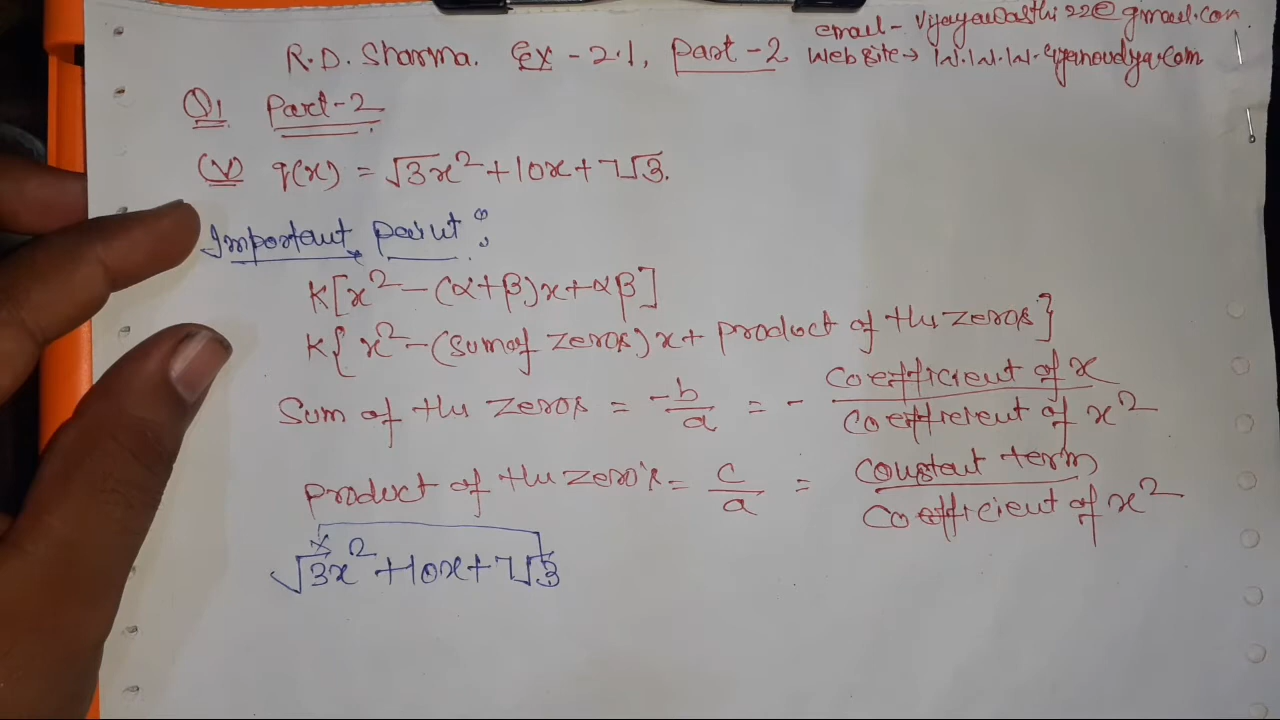 email - vijayawasthi22@gmail.com
R.D. Sharma. Ex - 2.1, Part - 2 Website →
Q1 Part-2
(V) q(x) = √3x² + 10x + 7√3.
Important point :
K[x² - (α+β)x + αβ]
K{x² - (sum of zeros)x + product of the zeros}
Sum of the zeros = -b/a = - coefficient of x / coefficient of x²
product of the zeros = c/a = constant term / coefficient of x²
√3x² + 10x + 7√3